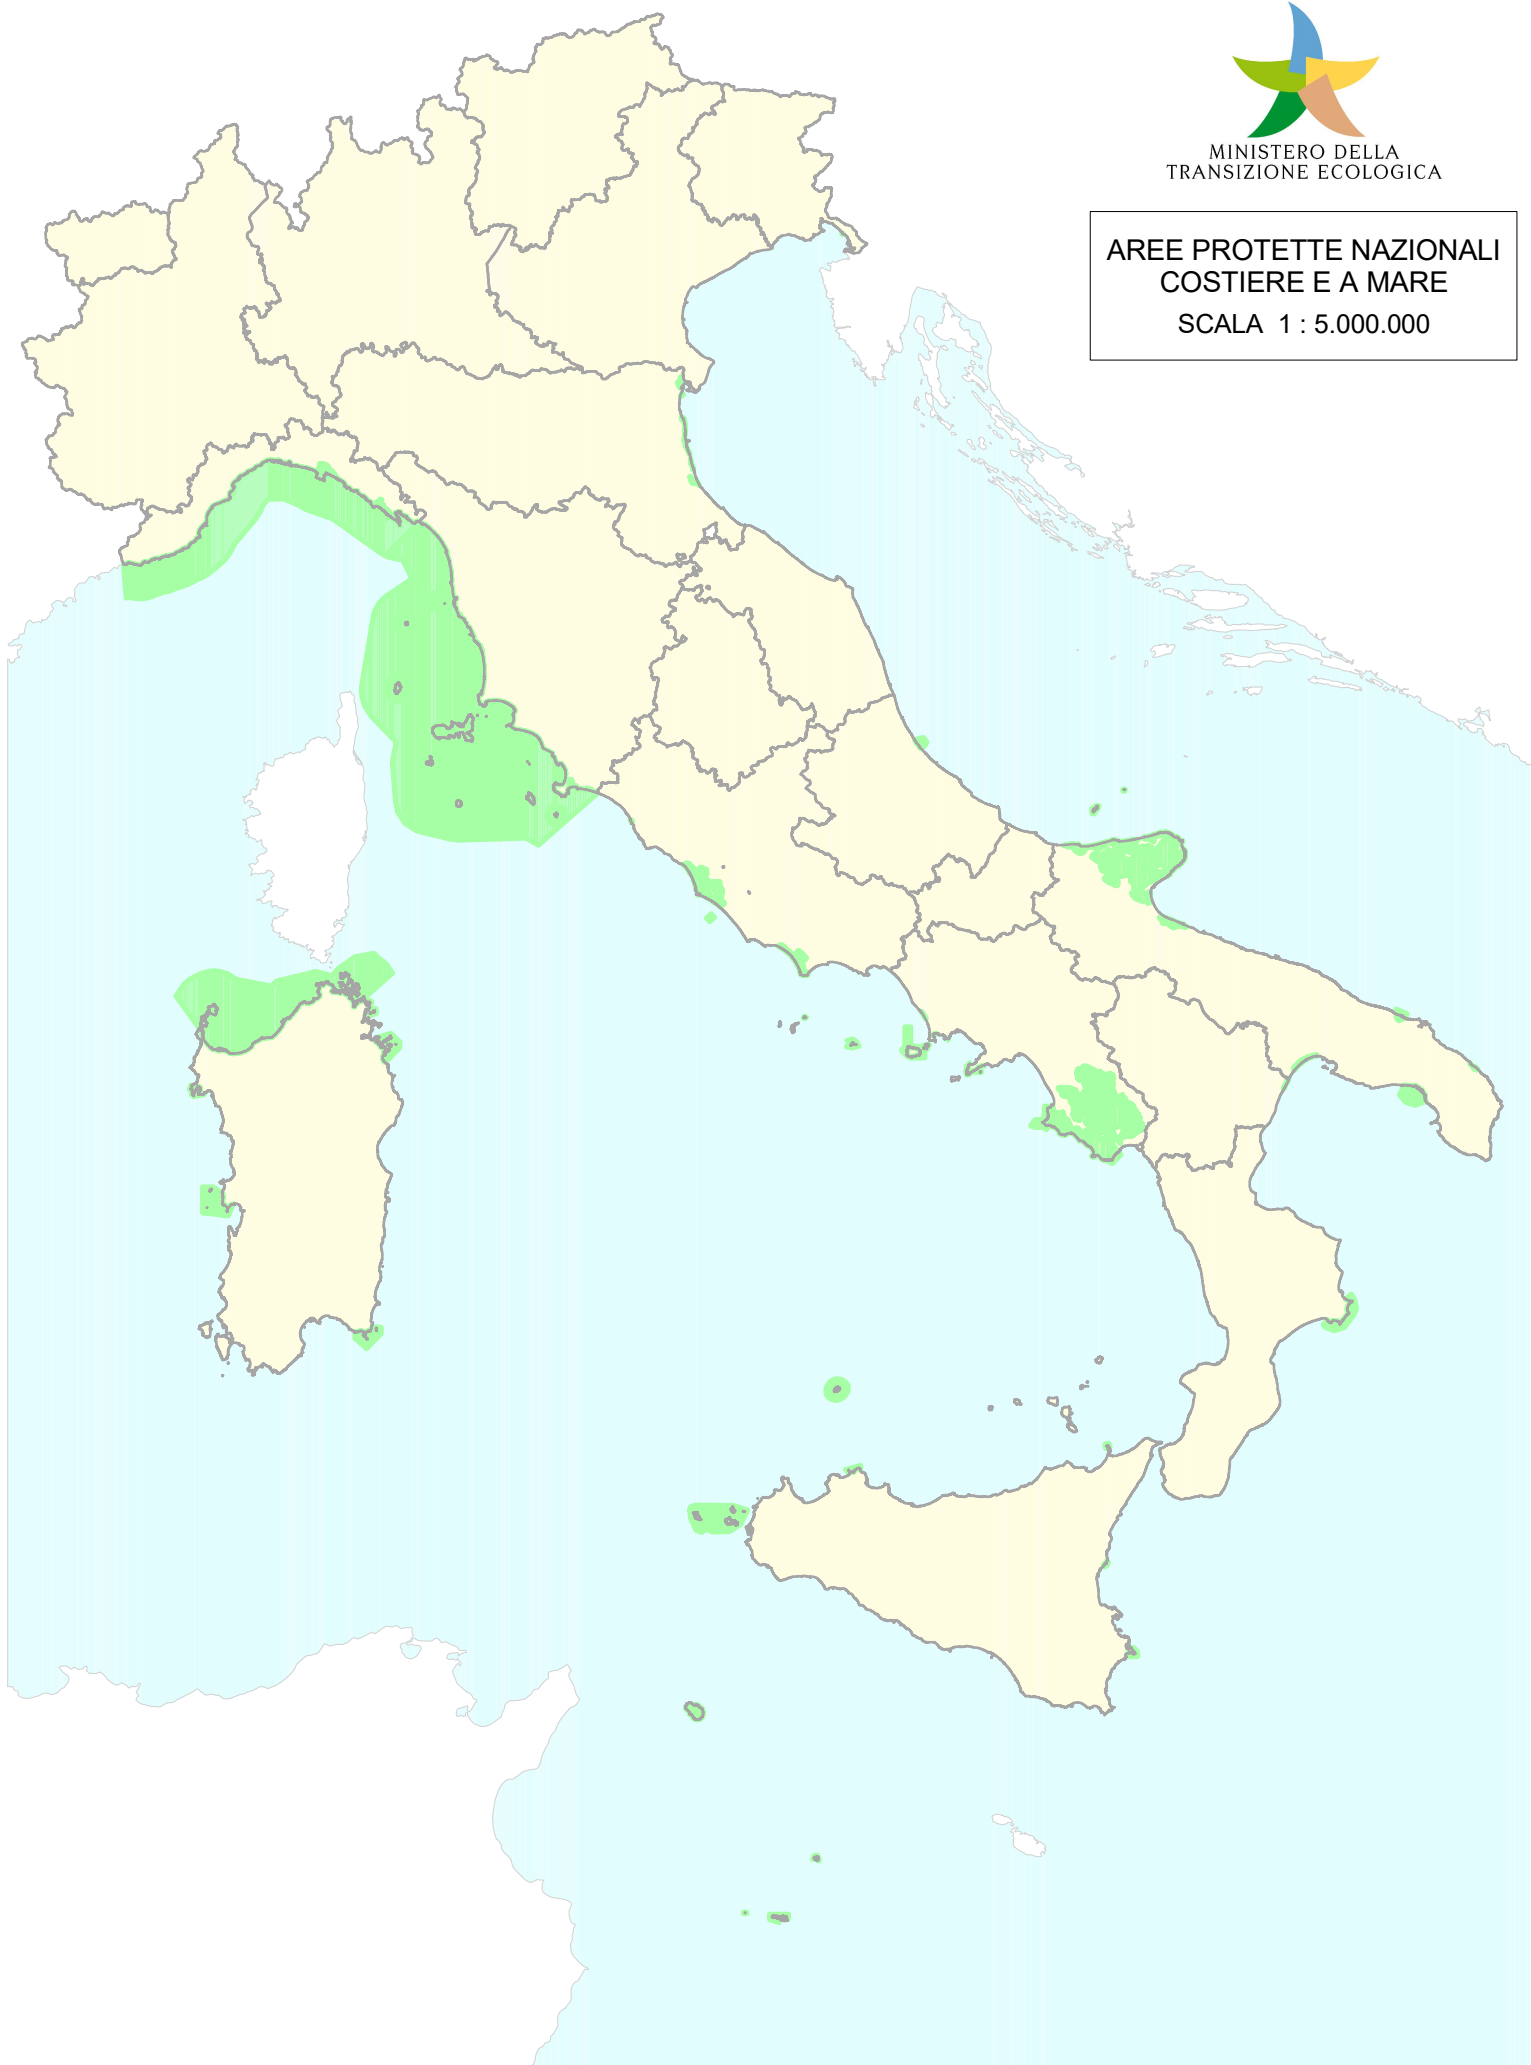 MINISTERO DELLA
TRANSIZIONE ECOLOGICA
AREE PROTETTE NAZIONALI
COSTIERE E A MARE
SCALA 1 : 5.000.000